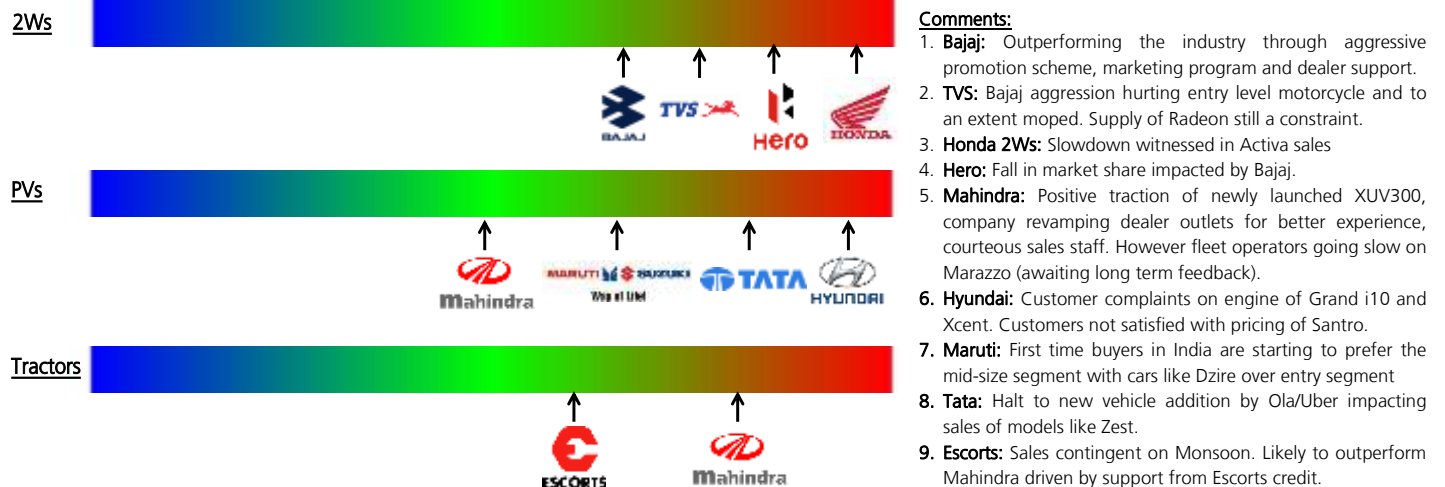 2Ws
BAJAJ
TVS
Hero
HONDA
PVs
Mahindra
MARUTI SUZUKI
Way of Life!
TATA
HYUNDAI
Tractors
ESCORTS
Mahindra
Comments:
1. Bajaj: Outperforming the industry through aggressive
promotion scheme, marketing program and dealer support.
2. TVS: Bajaj aggression hurting entry level motorcycle and to
an extent moped. Supply of Radeon still a constraint.
3. Honda 2Ws: Slowdown witnessed in Activa sales
4. Hero: Fall in market share impacted by Bajaj.
5. Mahindra: Positive traction of newly launched XUV300,
company revamping dealer outlets for better experience,
courteous sales staff. However fleet operators going slow on
Marazzo (awaiting long term feedback).
6. Hyundai: Customer complaints on engine of Grand i10 and
Xcent. Customers not satisfied with pricing of Santro.
7. Maruti: First time buyers in India are starting to prefer the
mid-size segment with cars like Dzire over entry segment
8. Tata: Halt to new vehicle addition by Ola/Uber impacting
sales of models like Zest.
9. Escorts: Sales contingent on Monsoon. Likely to outperform
Mahindra driven by support from Escorts credit.